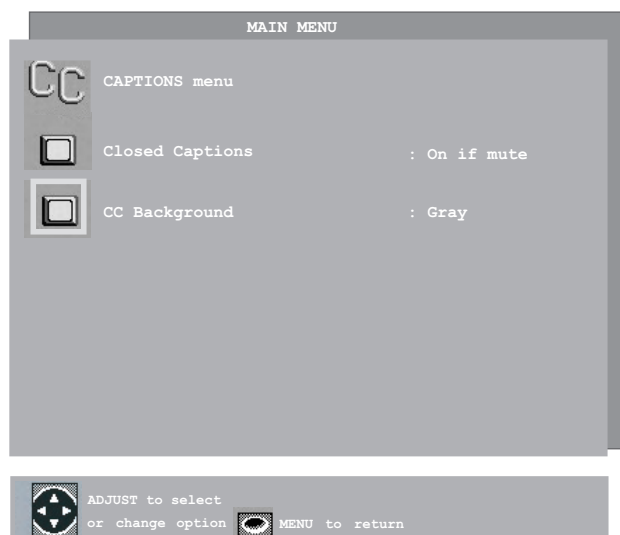 MAIN MENU
CC CAPTIONS menu
Closed Captions : On if mute
CC Background : Gray
ADJUST to select
or change option MENU to return